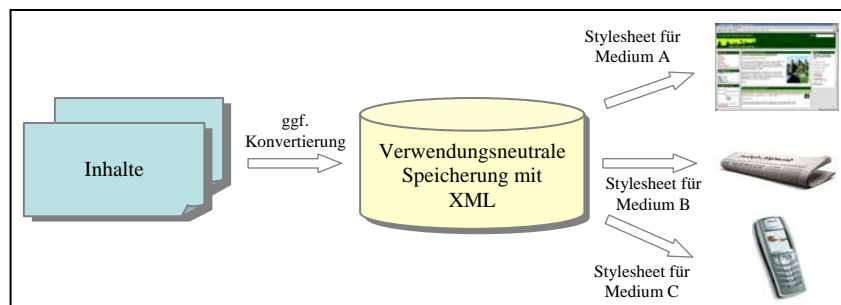 Stylesheet für
Medium A
ggf.
Konvertierung
Inhalte
Verwendungsneutrale
Speicherung mit
XML
Stylesheet für
Medium B
Stylesheet für
Medium C